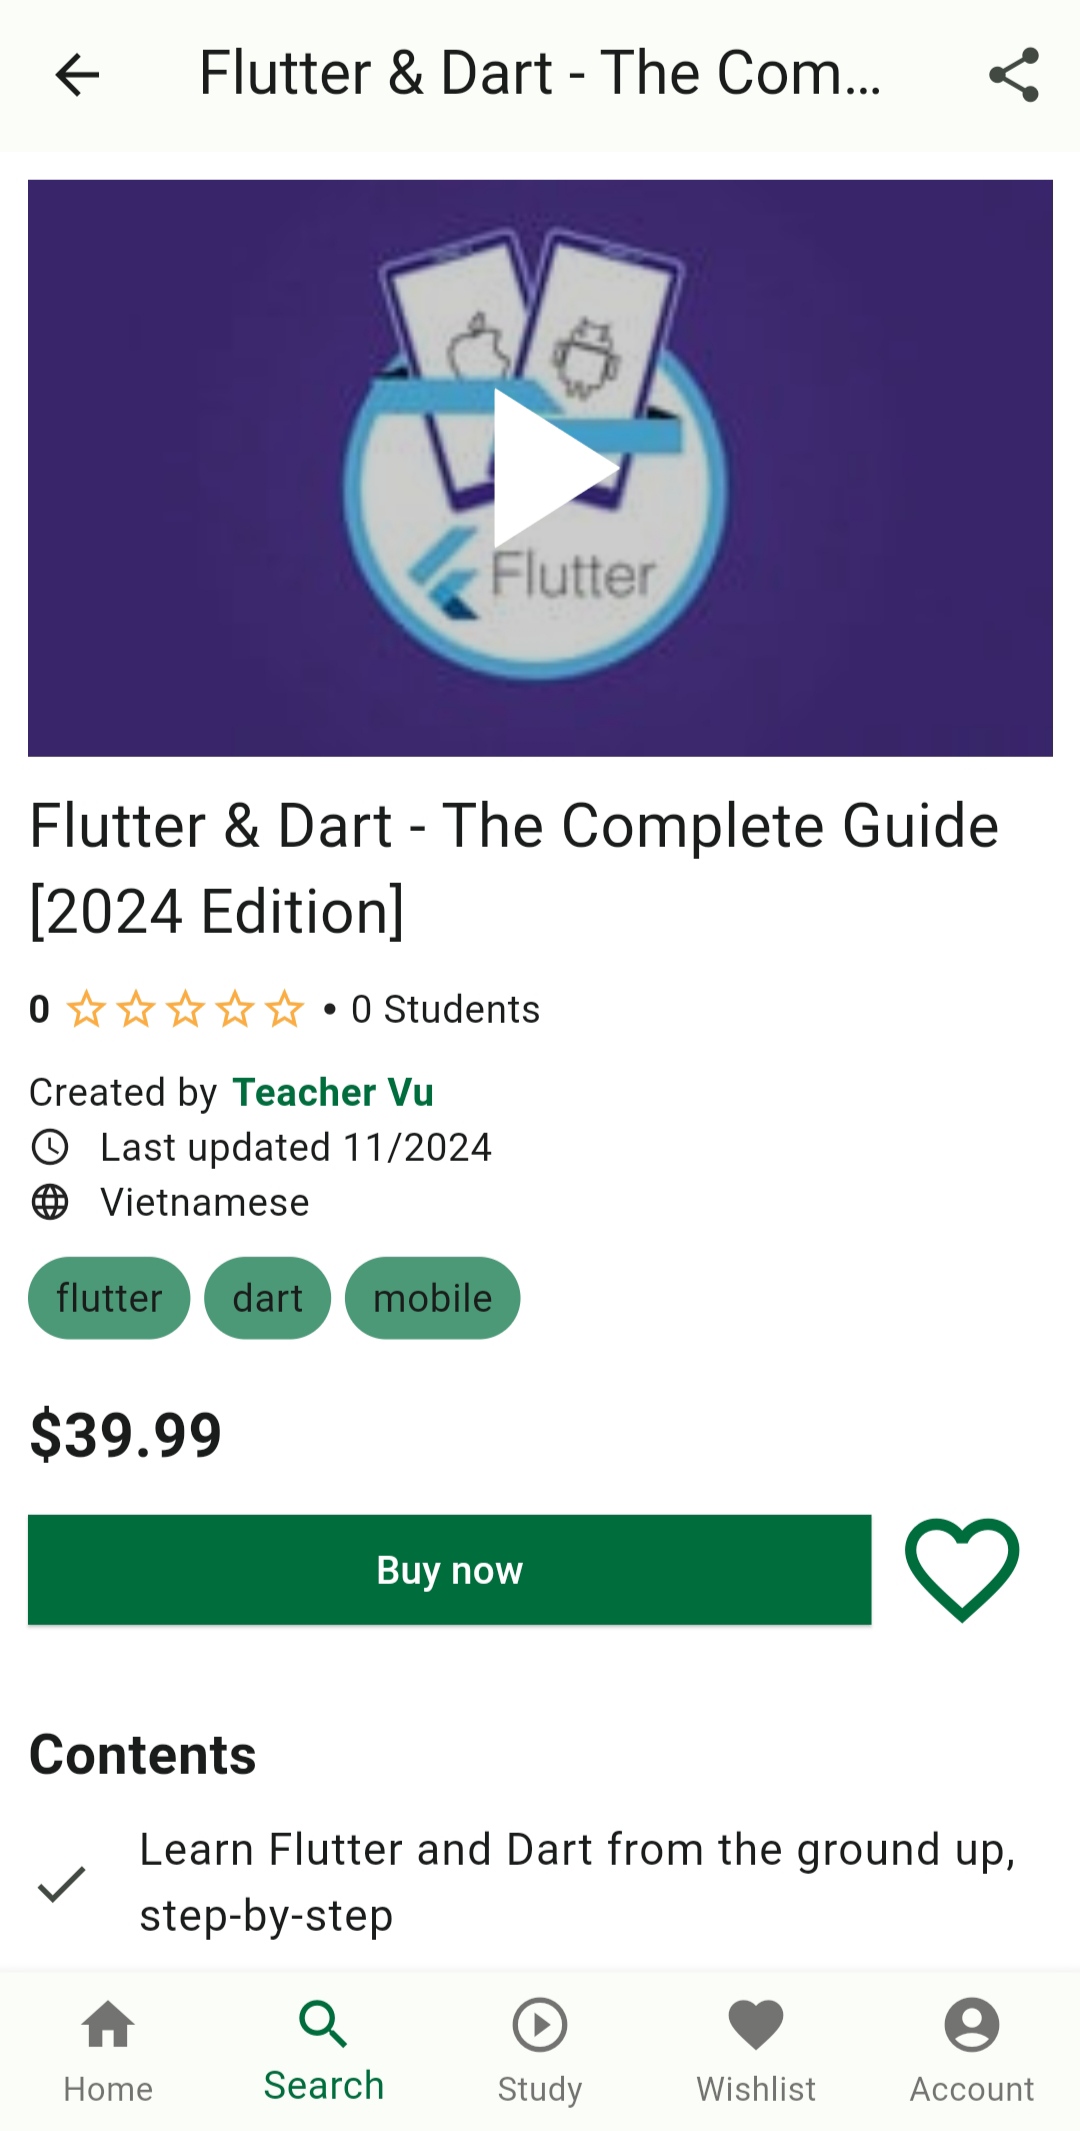 Flutter & Dart - The Com...
Flutter
Flutter & Dart - The Complete Guide
[2024 Edition]
0 • 0 Students
Created by Teacher Vu
Last updated 11/2024
Vietnamese
flutter dart mobile
$39.99
Buy now
Contents
Learn Flutter and Dart from the ground up,
step-by-step
Home Search Study Wishlist Account